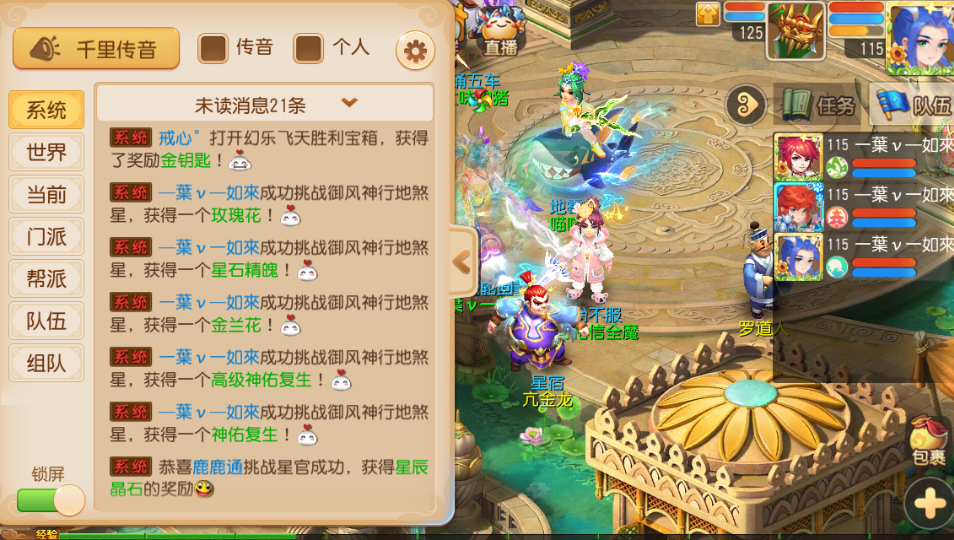 千里传音
传音
个人
系统
世界
当前
门派
帮派
队伍
组队
锁屏
未读消息21条
系统 戒心° 打开幻乐飞天胜利宝箱，获得
了奖励金钥匙！
系统 一葉ν一如來成功挑战御风神行地煞
星，获得一个玫瑰花！
系统 一葉ν一如來成功挑战御风神行地煞
星，获得一个星石精魄！
系统 一葉ν一如來成功挑战御风神行地煞
星，获得一个金兰花！
系统 一葉ν一如來成功挑战御风神行地煞
星，获得一个高级神佑复生！
系统 一葉ν一如來成功挑战御风神行地煞
星，获得一个神佑复生！
系统 恭喜鹿鹿通挑战星官成功，获得星辰
晶石的奖励
经验
直播
125
115
任务
队伍
115 一葉ν一如來
115 一葉ν一如來
115 一葉ν一如來
五车
不服
信全魔
罗道人
星宿
亢金龙
包裹